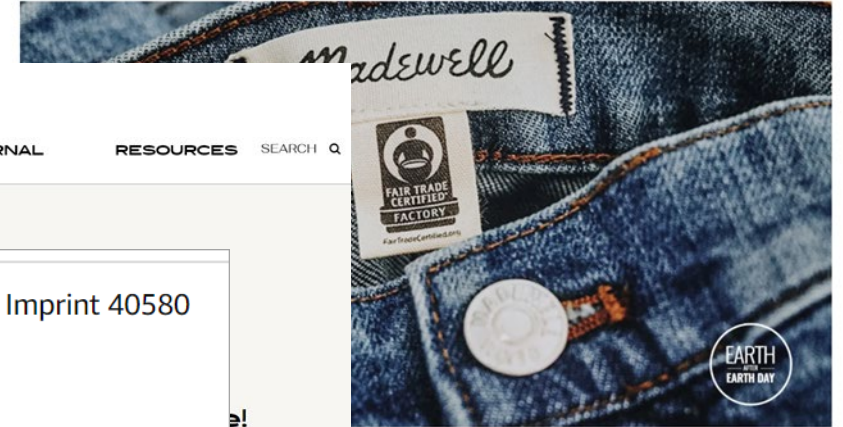 Madewell
RNAL
RESOURCES
SEARCH
FAIR TRADE
CERTIFIED
FACTORY
FairTradeCertified.org
Imprint 40580
MADEWELL
EARTH
AFTER
EARTH DAY
e!